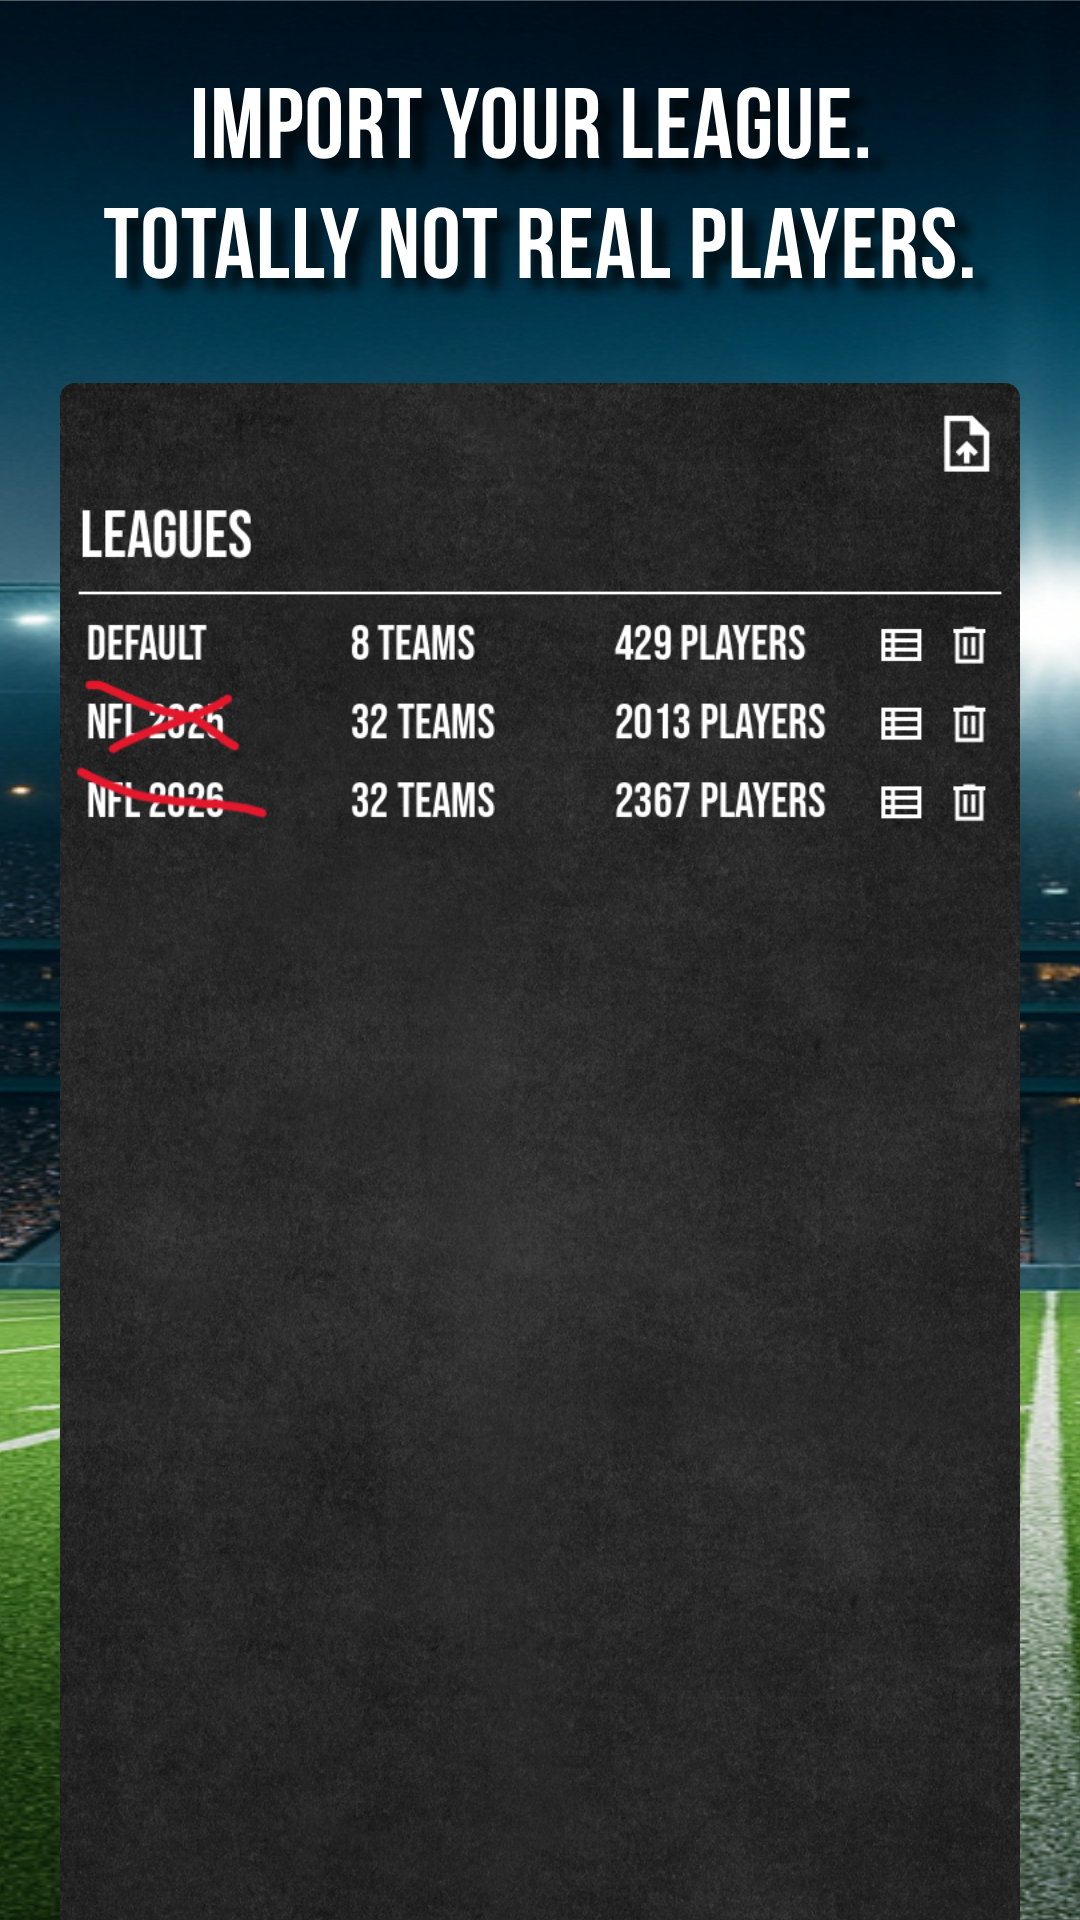 IMPORT YOUR LEAGUE.
TOTALLY NOT REAL PLAYERS.
LEAGUES
DEFAULT 8 TEAMS 429 PLAYERS
NFL 2025 32 TEAMS 2013 PLAYERS
NFL 2026 32 TEAMS 2367 PLAYERS